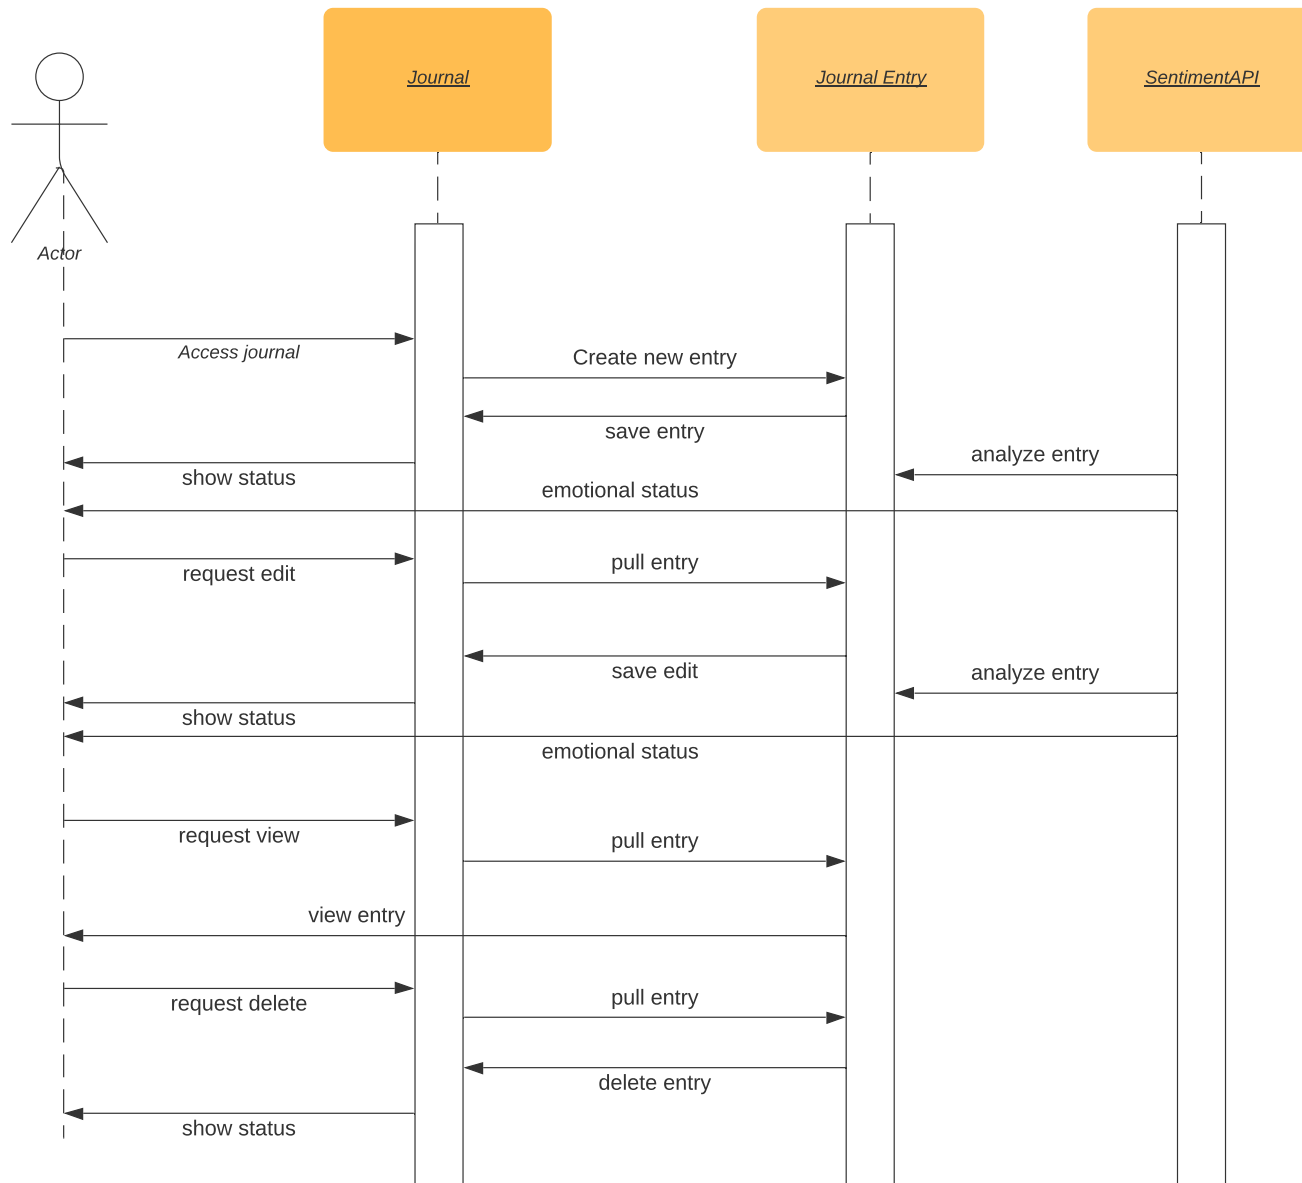 Journal
Journal Entry
SentimentAPI
Actor
Access journal
Create new entry
save entry
show status
analyze entry
emotional status
request edit
pull entry
save edit
analyze entry
show status
emotional status
request view
pull entry
view entry
request delete
pull entry
delete entry
show status